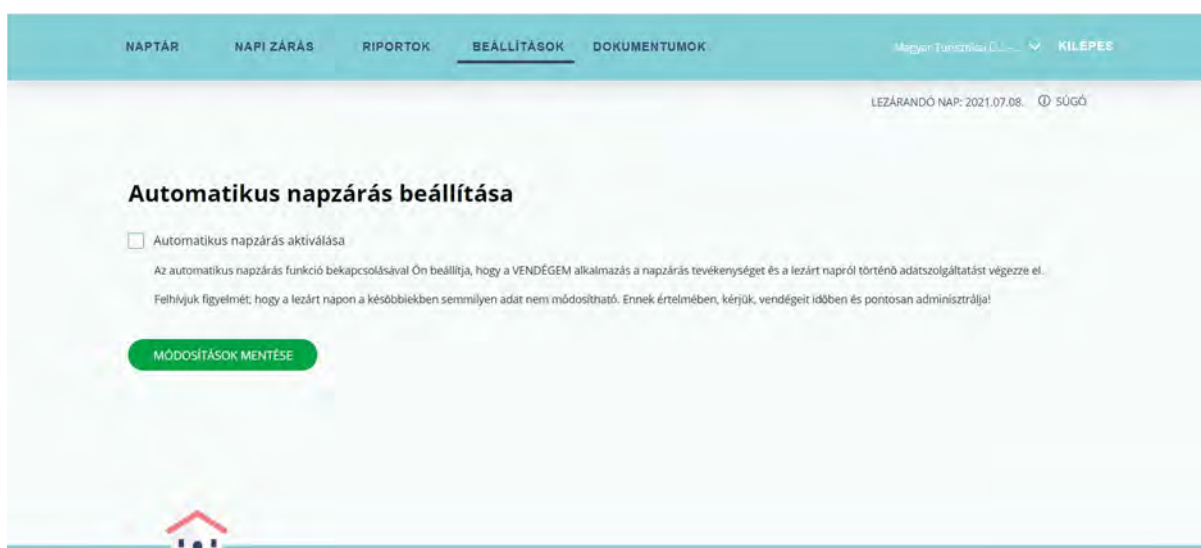 NAPTÁR NAPI ZÁRÁS RIPORTOK BEÁLLÍTÁSOK DOKUMENTUMOK KILÉPÉS
LEZÁRANDÓ NAP: 2021.07.08. SÚGÓ
Automatikus napzárás beállítása
Automatikus napzárás aktiválása
Az automatikus napzárás funkció bekapcsolásával Ön beállítja, hogy a VENDÉGEM alkalmazás a napzárás tevékenységet és a lezárt napról történő adatszolgáltatást végezze el.
Felhívjuk figyelmét, hogy a lezárt napon a későbbiekben semmilyen adat nem módosítható. Ennek értelmében, kérjük, vendégeit időben és pontosan adminisztrálja!
MÓDOSÍTÁSOK MENTÉSE